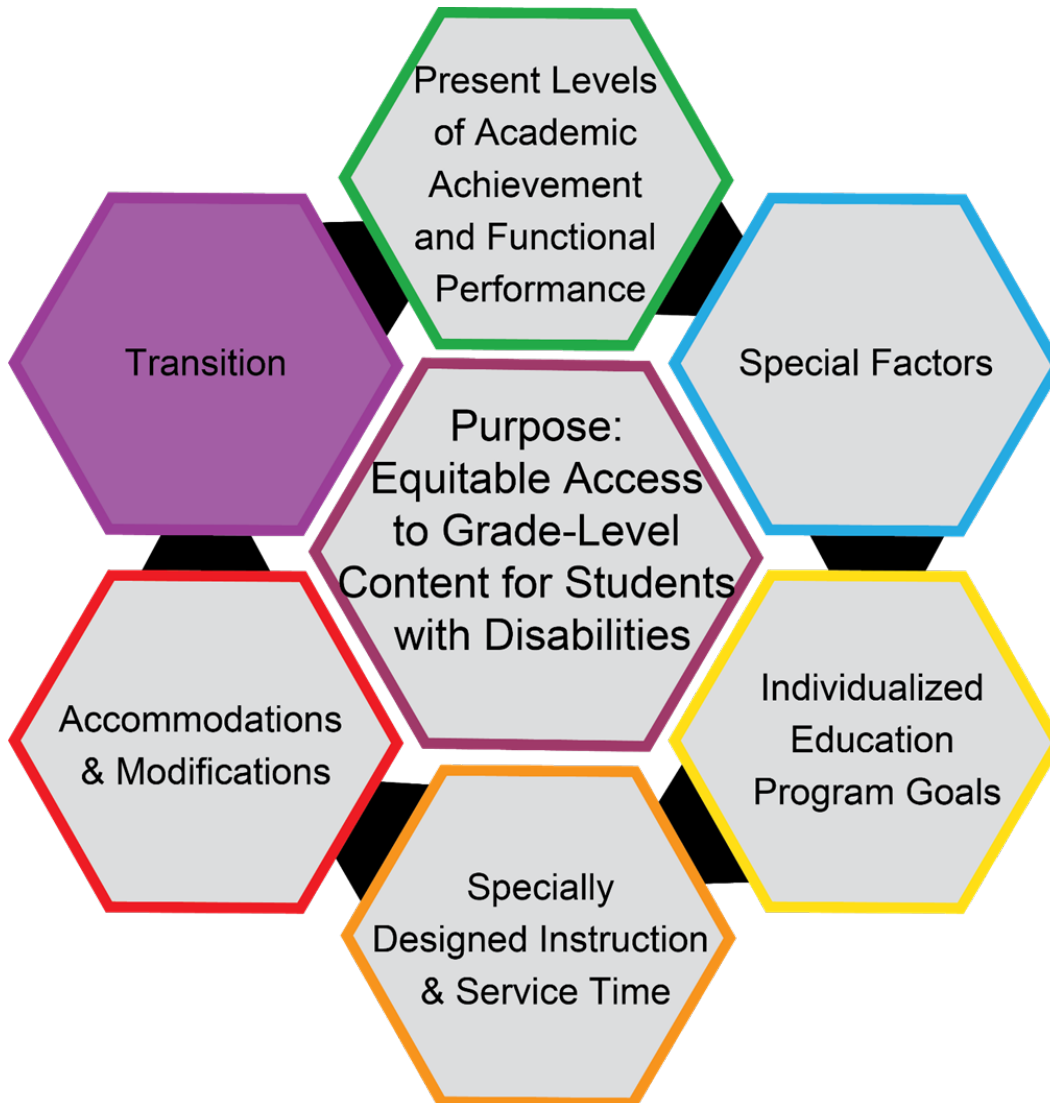 Present Levels
of Academic
Achievement
and Functional
Performance
Transition
Special Factors
Purpose:
Equitable Access
to Grade-Level
Content for Students
with Disabilities
Accommodations
& Modifications
Individualized
Education
Program Goals
Specially
Designed Instruction
& Service Time